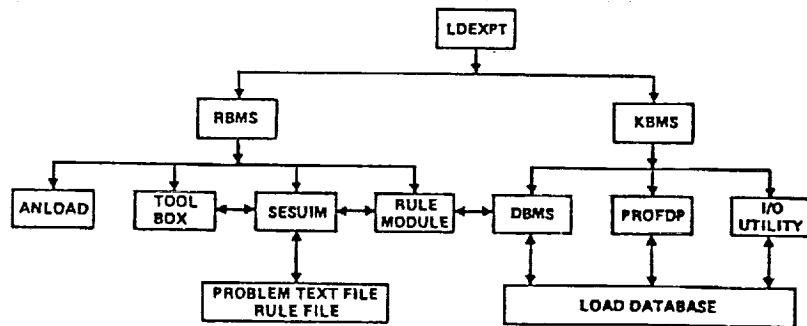 LDEXPT
RBMS
KBMS
ANLOAD
TOOL
BOX
SESUIM
RULE
MODULE
DBMS
PROFDP
I/O
UTILITY
PROBLEM TEXT FILE
RULE FILE
LOAD DATABASE